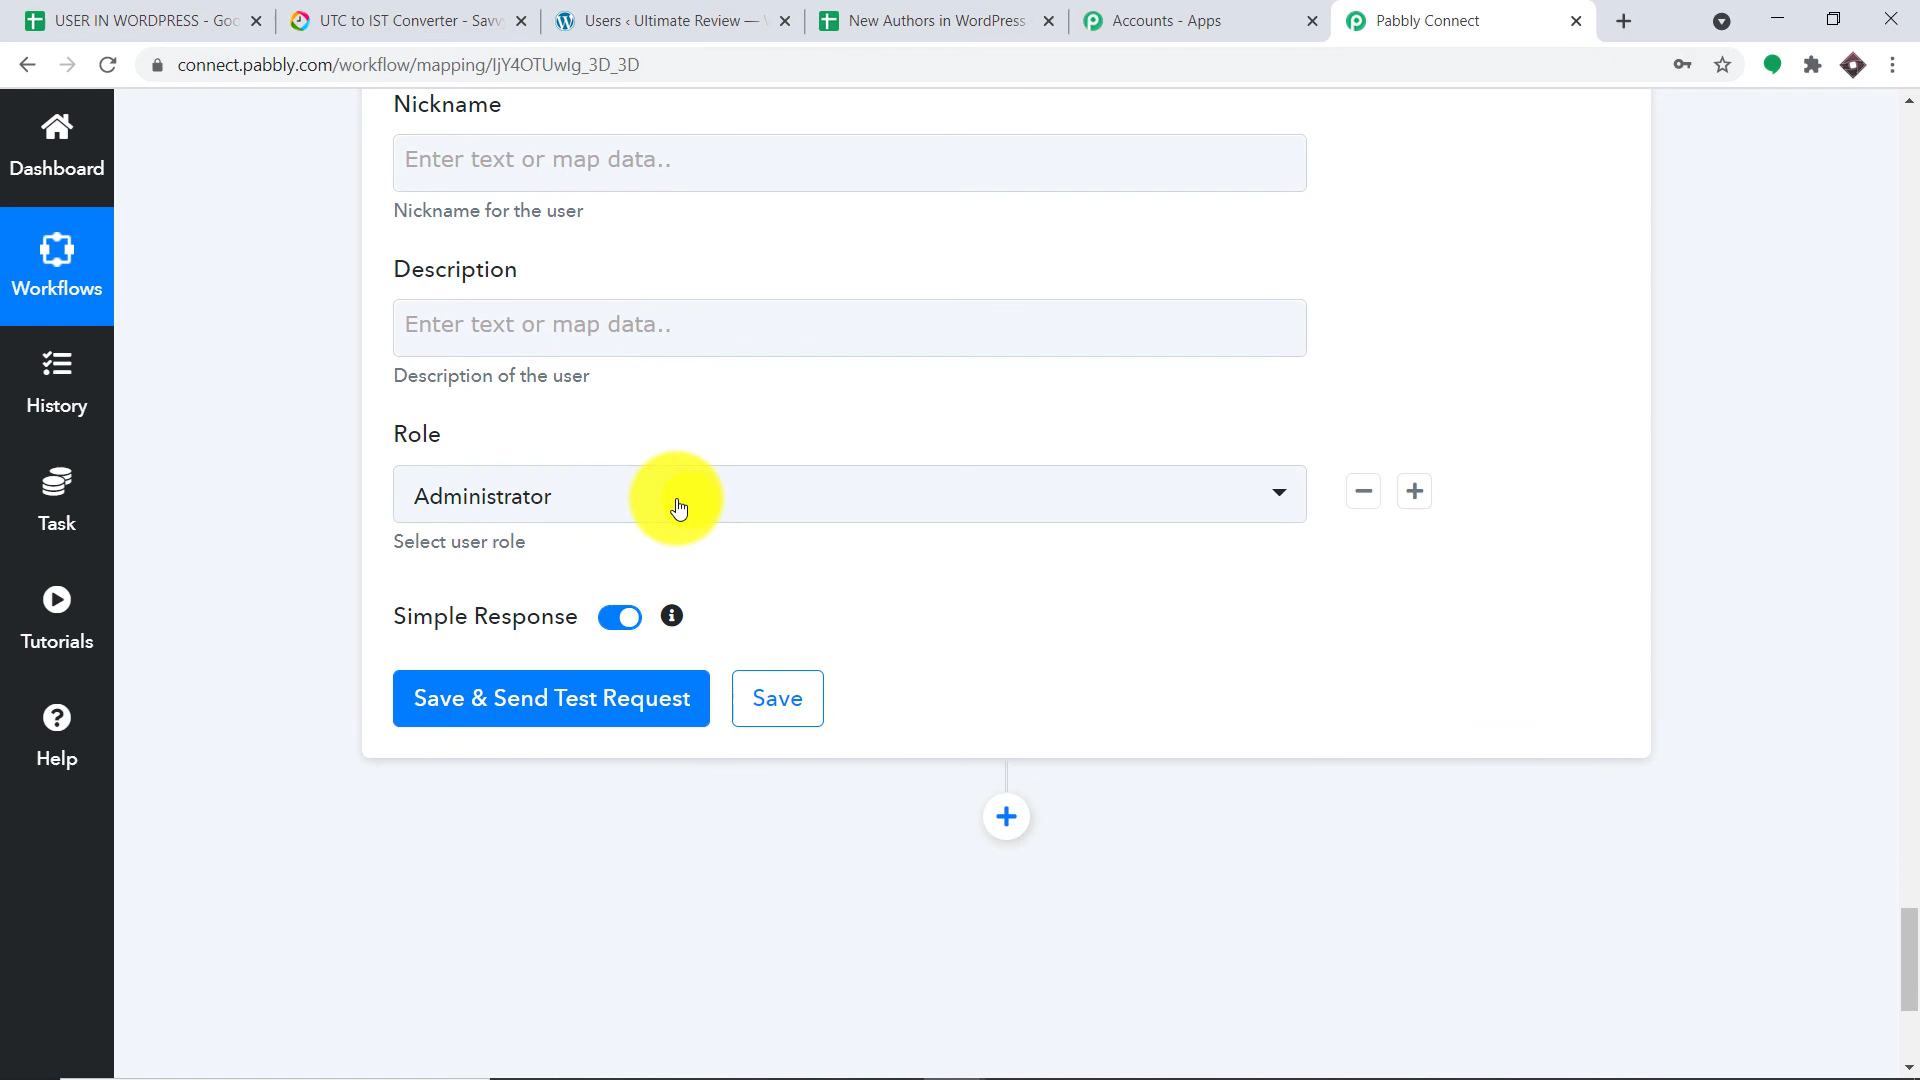 USER IN WORDPRESS - Goo
UTC to IST Converter - Savv
Users ‹ Ultimate Review —
New Authors in WordPress
Accounts - Apps
Pabbly Connect
connect.pabbly.com/workflow/mapping/IjY4OTUwIg_3D_3D
Dashboard
Workflows
History
Task
Tutorials
Help
Nickname
Enter text or map data..
Nickname for the user
Description
Enter text or map data..
Description of the user
Role
Administrator
Select user role
Simple Response
Save & Send Test Request
Save